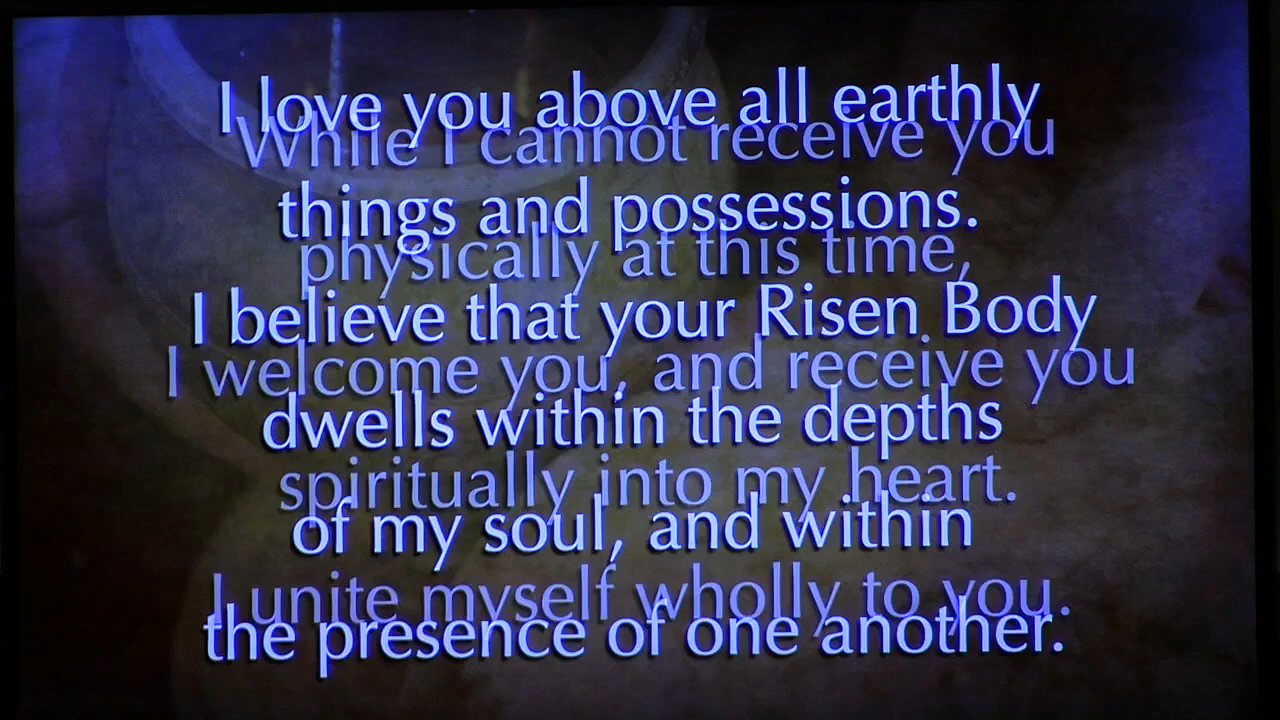 I love you above all earthly
While I cannot receive you
things and possessions.
physically at this time,
I believe that your Risen Body
I welcome you, and receive you
dwells within the depths
spiritually into my heart.
of my soul, and within
I unite myself wholly to you.
the presence of one another.